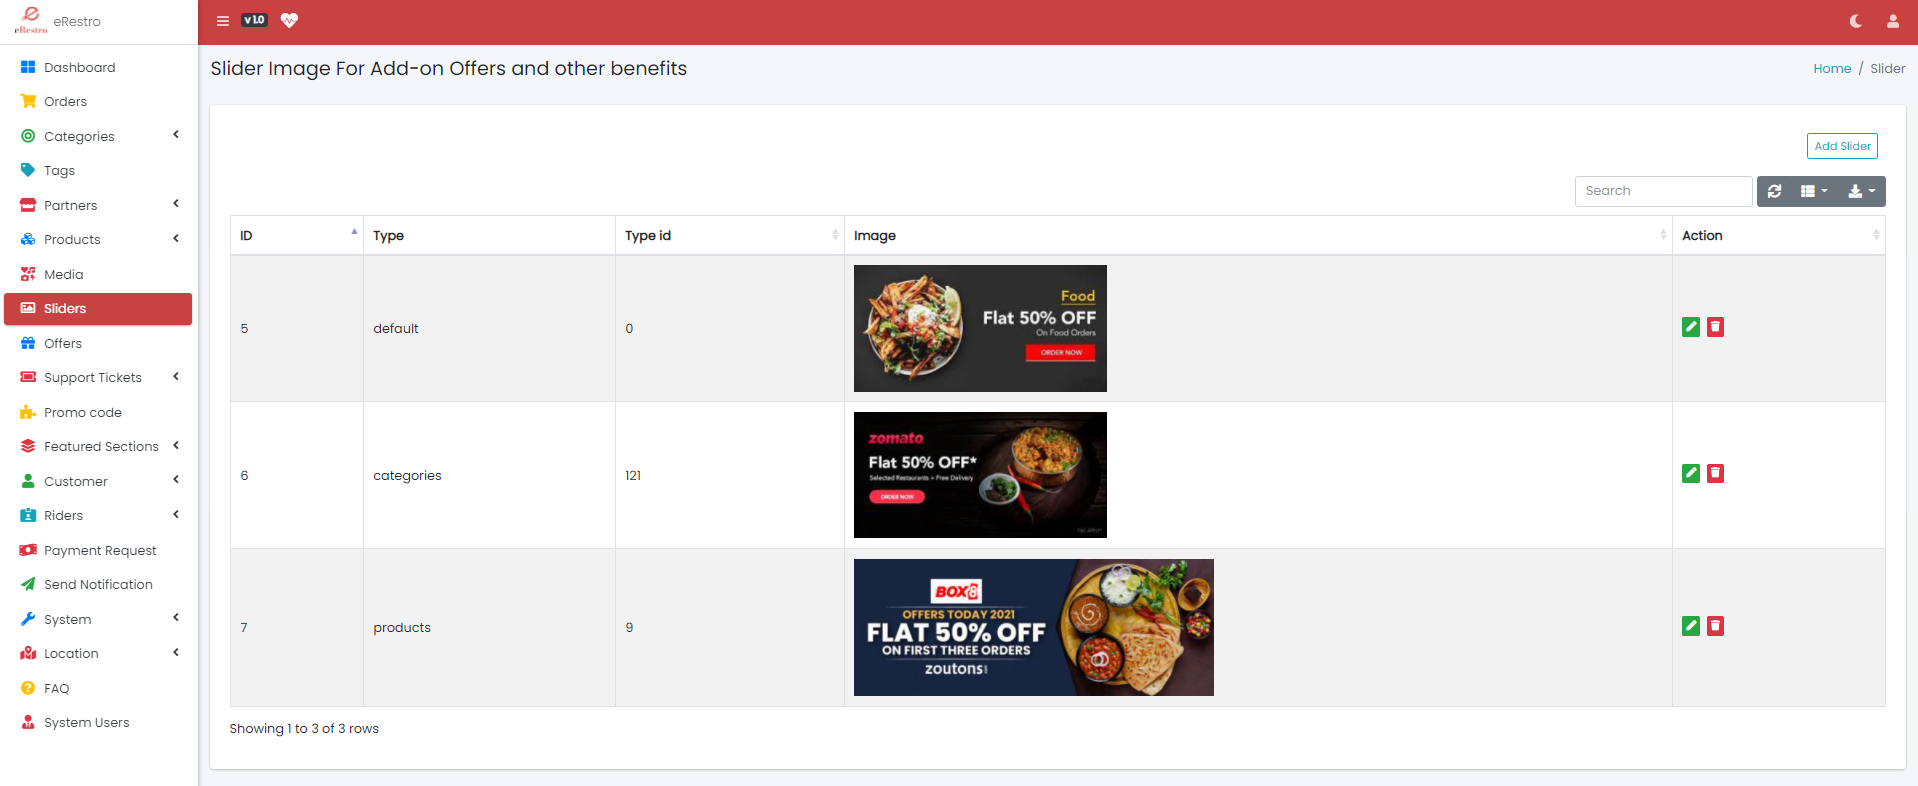 eRestro
eRestro
v 1.0
Dashboard
Orders
Categories
Tags
Partners
Products
Media
Sliders
Offers
Support Tickets
Promo code
Featured Sections
Customer
Riders
Payment Request
Send Notification
System
Location
FAQ
System Users
Slider Image For Add-on Offers and other benefits
Home / Slider
Add Slider
Search
ID Type Type id Image Action
5 default 0
Food
Flat 50% OFF
On Food Orders
ORDER NOW
6 categories 121
zomato
Flat 50% OFF*
Selected Restaurants + Free Delivery
ORDER NOW
7 products 9
BOX8
OFFERS TODAY 2021
FLAT 50% OFF
ON FIRST THREE ORDERS
zoutons
Showing 1 to 3 of 3 rows